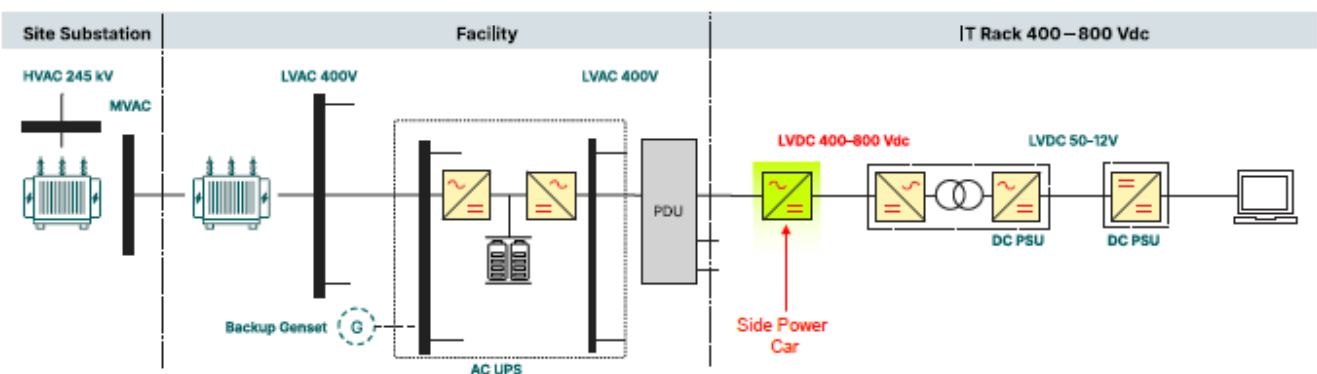 Site Substation
Facility
IT Rack 400—800 Vdc
HVAC 245 kV
MVAC
LVAC 400V
LVAC 400V
LVDC 400–800 Vdc
LVDC 50-12V
PDU
DC PSU
DC PSU
Backup Genset
G
AC UPS
Side Power
Car